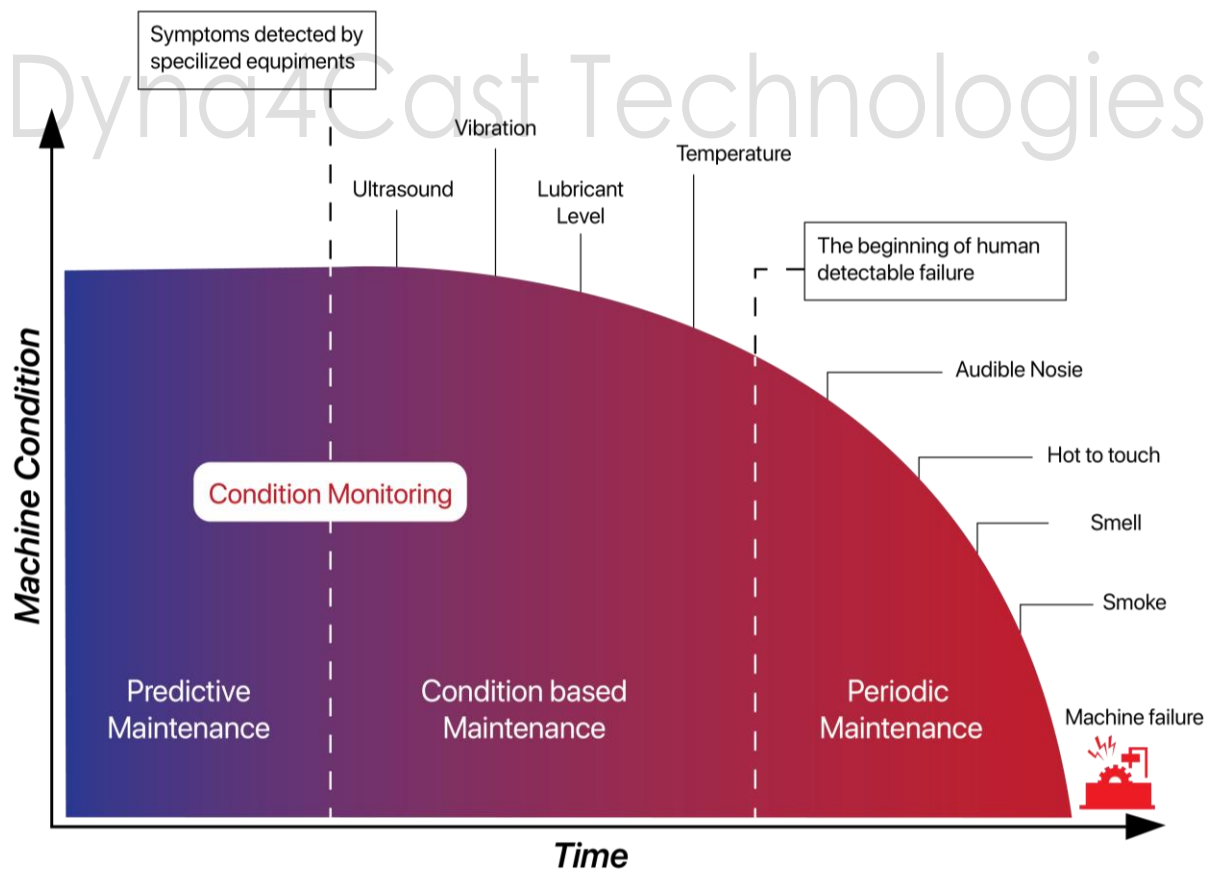 Symptoms detected by
specilized equpiments
Dyna4Cast Technologies
Vibration
Temperature
Ultrasound
Lubricant
Level
The beginning of human
detectable failure
Audible Nosie
Hot to touch
Smell
Smoke
Machine Condition
Condition Monitoring
Predictive
Maintenance
Condition based
Maintenance
Periodic
Maintenance
Machine failure
Time